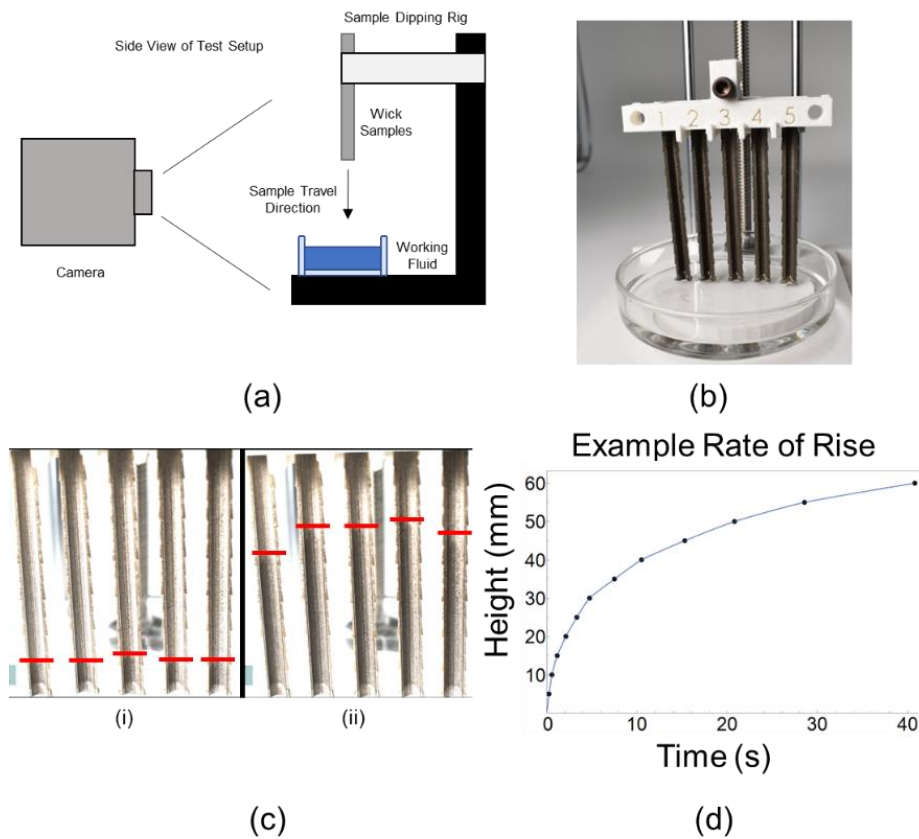 Side View of Test Setup
Sample Dipping Rig
Wick
Samples
Sample Travel
Direction
Camera
Working
Fluid
(a)
1 2 3 4 5
(b)
(i)
(ii)
(c)
Example Rate of Rise
Height (mm)
60
50
40
30
20
10
0 10 20 30 40
Time (s)
(d)